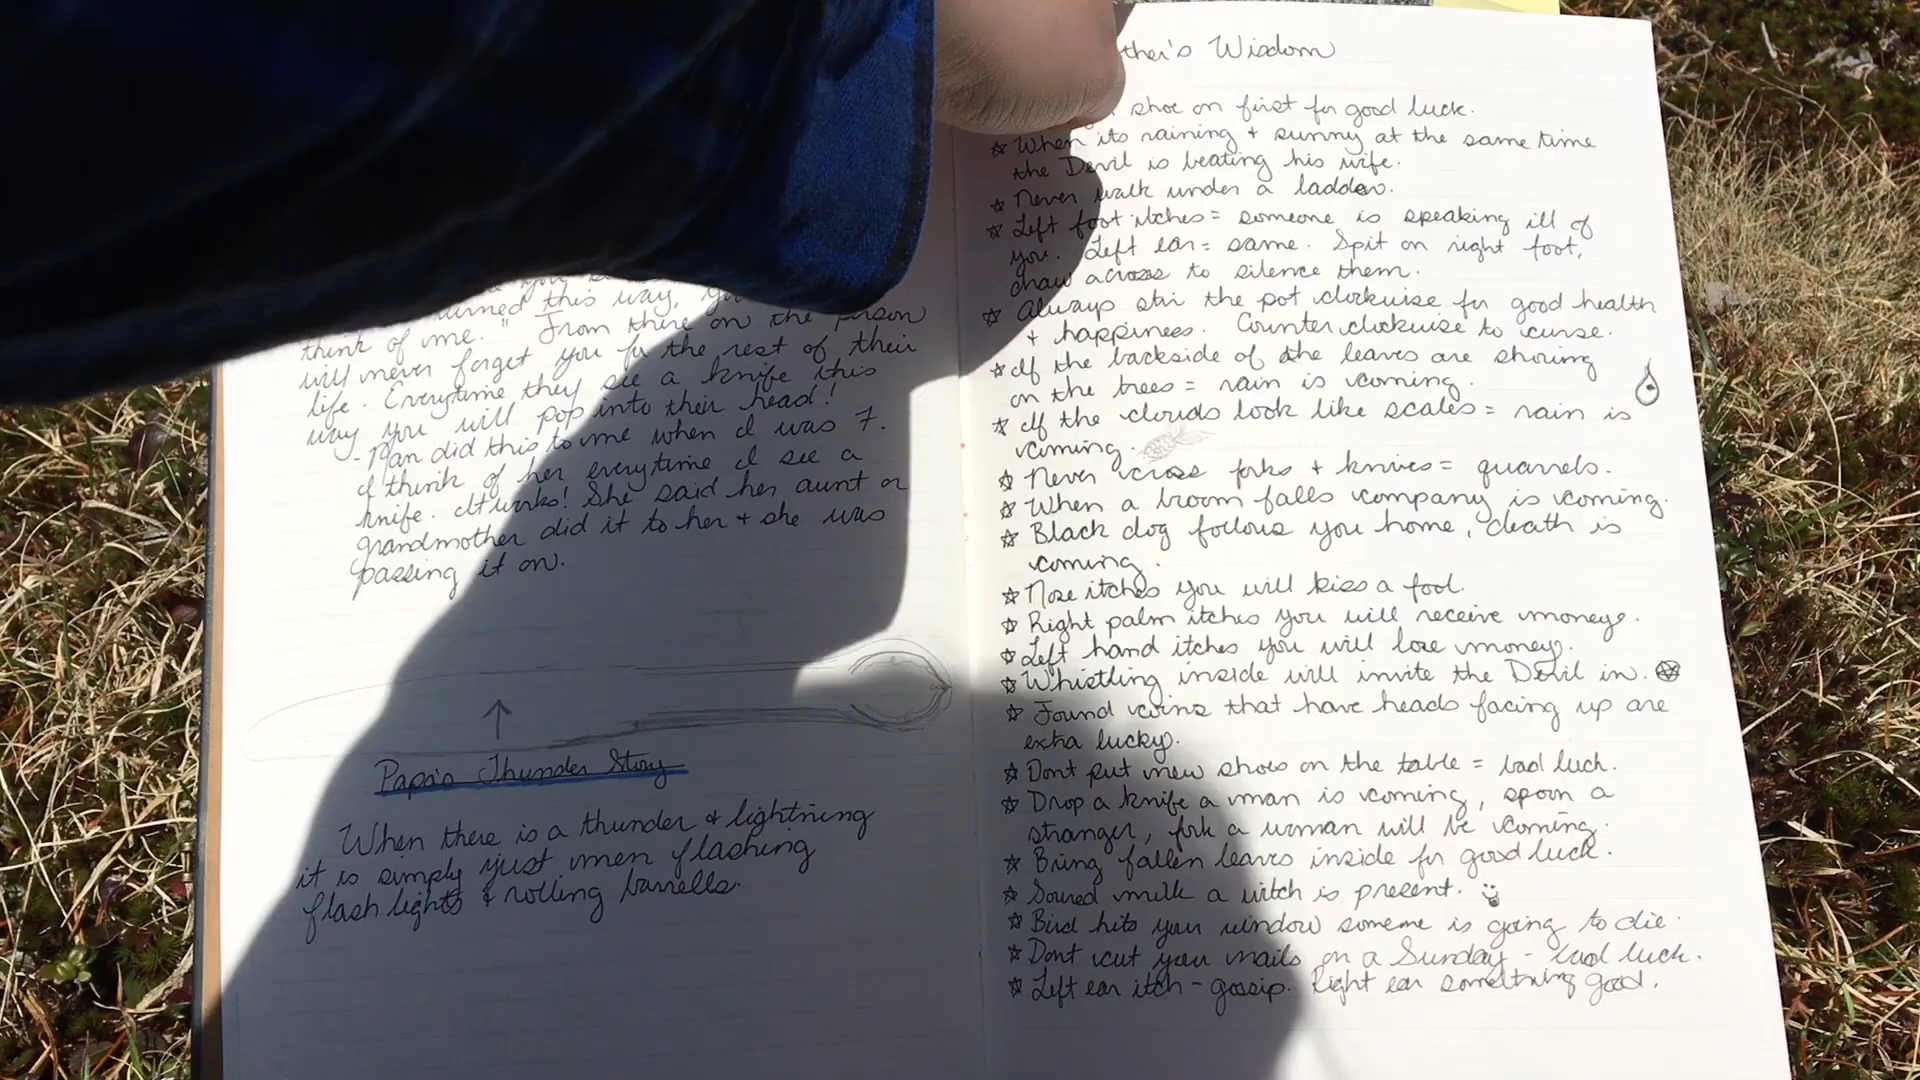 turned this way,
think of me." From there on the person
will never forget you for the rest of their
life. Everytime they see a knife this
way you will pop into their head!
- Nan did this to me when I was 7.
I think of her everytime I see a
knife. It works! She said her aunt or
grandmother did it to her + she was
passing it on.
Papa's Thunder Story
When there is a thunder & lightning
it is simply just men flashing
flash lights & rolling barrells.
ther's Wisdom
shoe on first for good luck.
When its raining + sunny at the same time
the Devil is beating his wife.
Never walk under a ladder.
Left foot itches = someone is speaking ill of
you. Left ear = same. Spit on right foot,
draw across to silence them.
Always stir the pot clockwise for good health
+ happiness. Counter clockwise to curse.
If the backside of the leaves are showing
on the trees = rain is coming.
If the clouds look like scales = rain is
coming.
Never cross forks + knives = quarrels.
When a broom falls company is coming.
Black dog follows you home, death is
coming.
Nose itches you will kiss a fool.
Right palm itches you will receive money.
Left hand itches you will lose money.
Whistling inside will invite the Devil in.
Found coins that have heads facing up are
extra lucky.
Dont put new shoes on the table = bad luck.
Drop a knife a man is coming, spoon a
stranger, fork a woman will be coming.
Bring fallen leaves inside for good luck.
Soured milk a witch is present.
Bird hits your window someone is going to die.
Dont cut your nails on a Sunday - bad luck.
Left ear itch - gossip. Right ear something good.